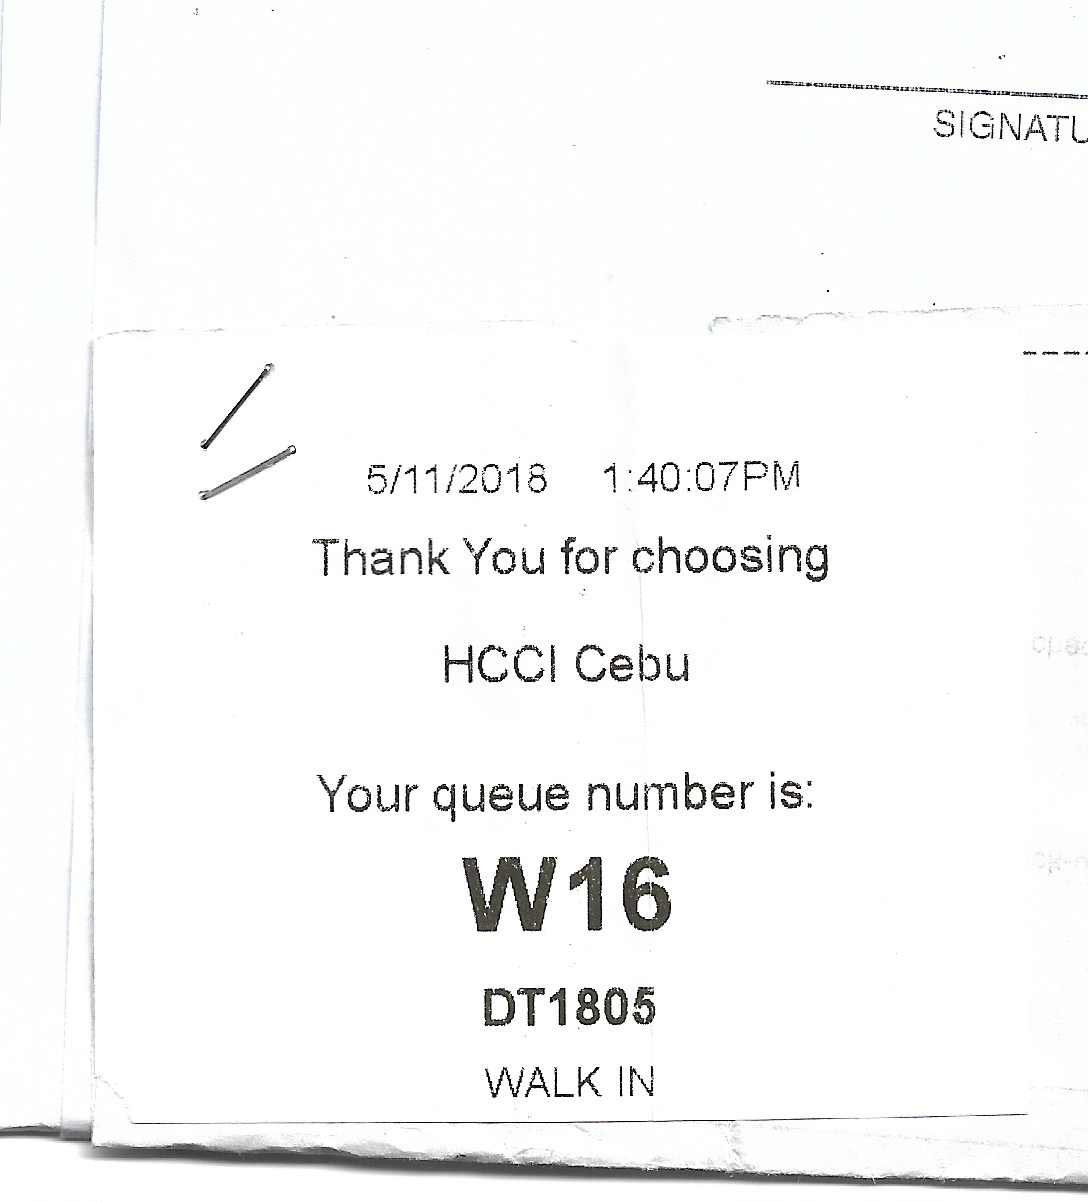 SIGNATU
5/11/2018 1:40:07PM
Thank You for choosing
HCCI Cebu
Your queue number is:
W16
DT1805
WALK IN